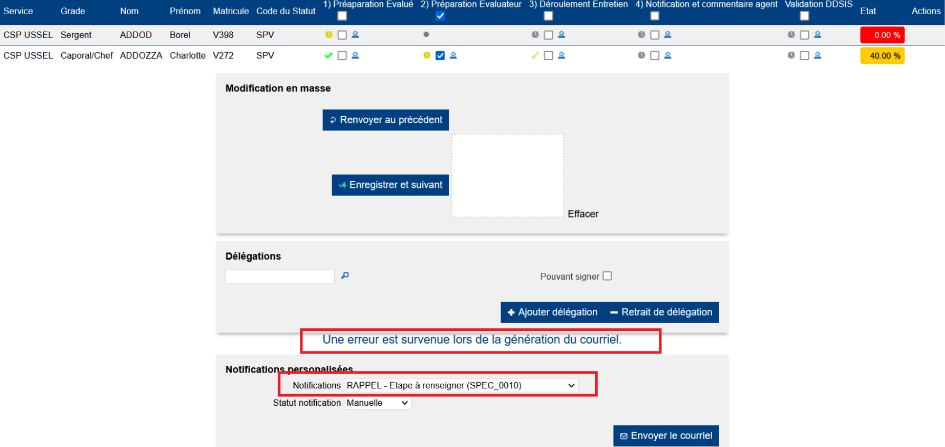 Service Grade Nom Prénom Matricule Code du Statut 1) Préparation Evalué 2) Préparation Evaluateur 3) Déroulement Entretien 4) Notification et commentaire agent Validation DDSIS Etat Actions
CSP USSEL Sergent ADDOD Borel V398 SPV 0.00 %
CSP USSEL Caporal/Chef ADDOZZA Charlotte V272 SPV 40.00 %
Modification en masse
Renvoyer au précédent
Enregistrer et suivant
Effacer
Délégations
Pouvant signer
Ajouter délégation Retrait de délégation
Une erreur est survenue lors de la génération du courriel.
Notifications personalisées
Notifications RAPPEL - Etape à renseigner (SPEC_0010)
Statut notification Manuelle
Envoyer le courriel